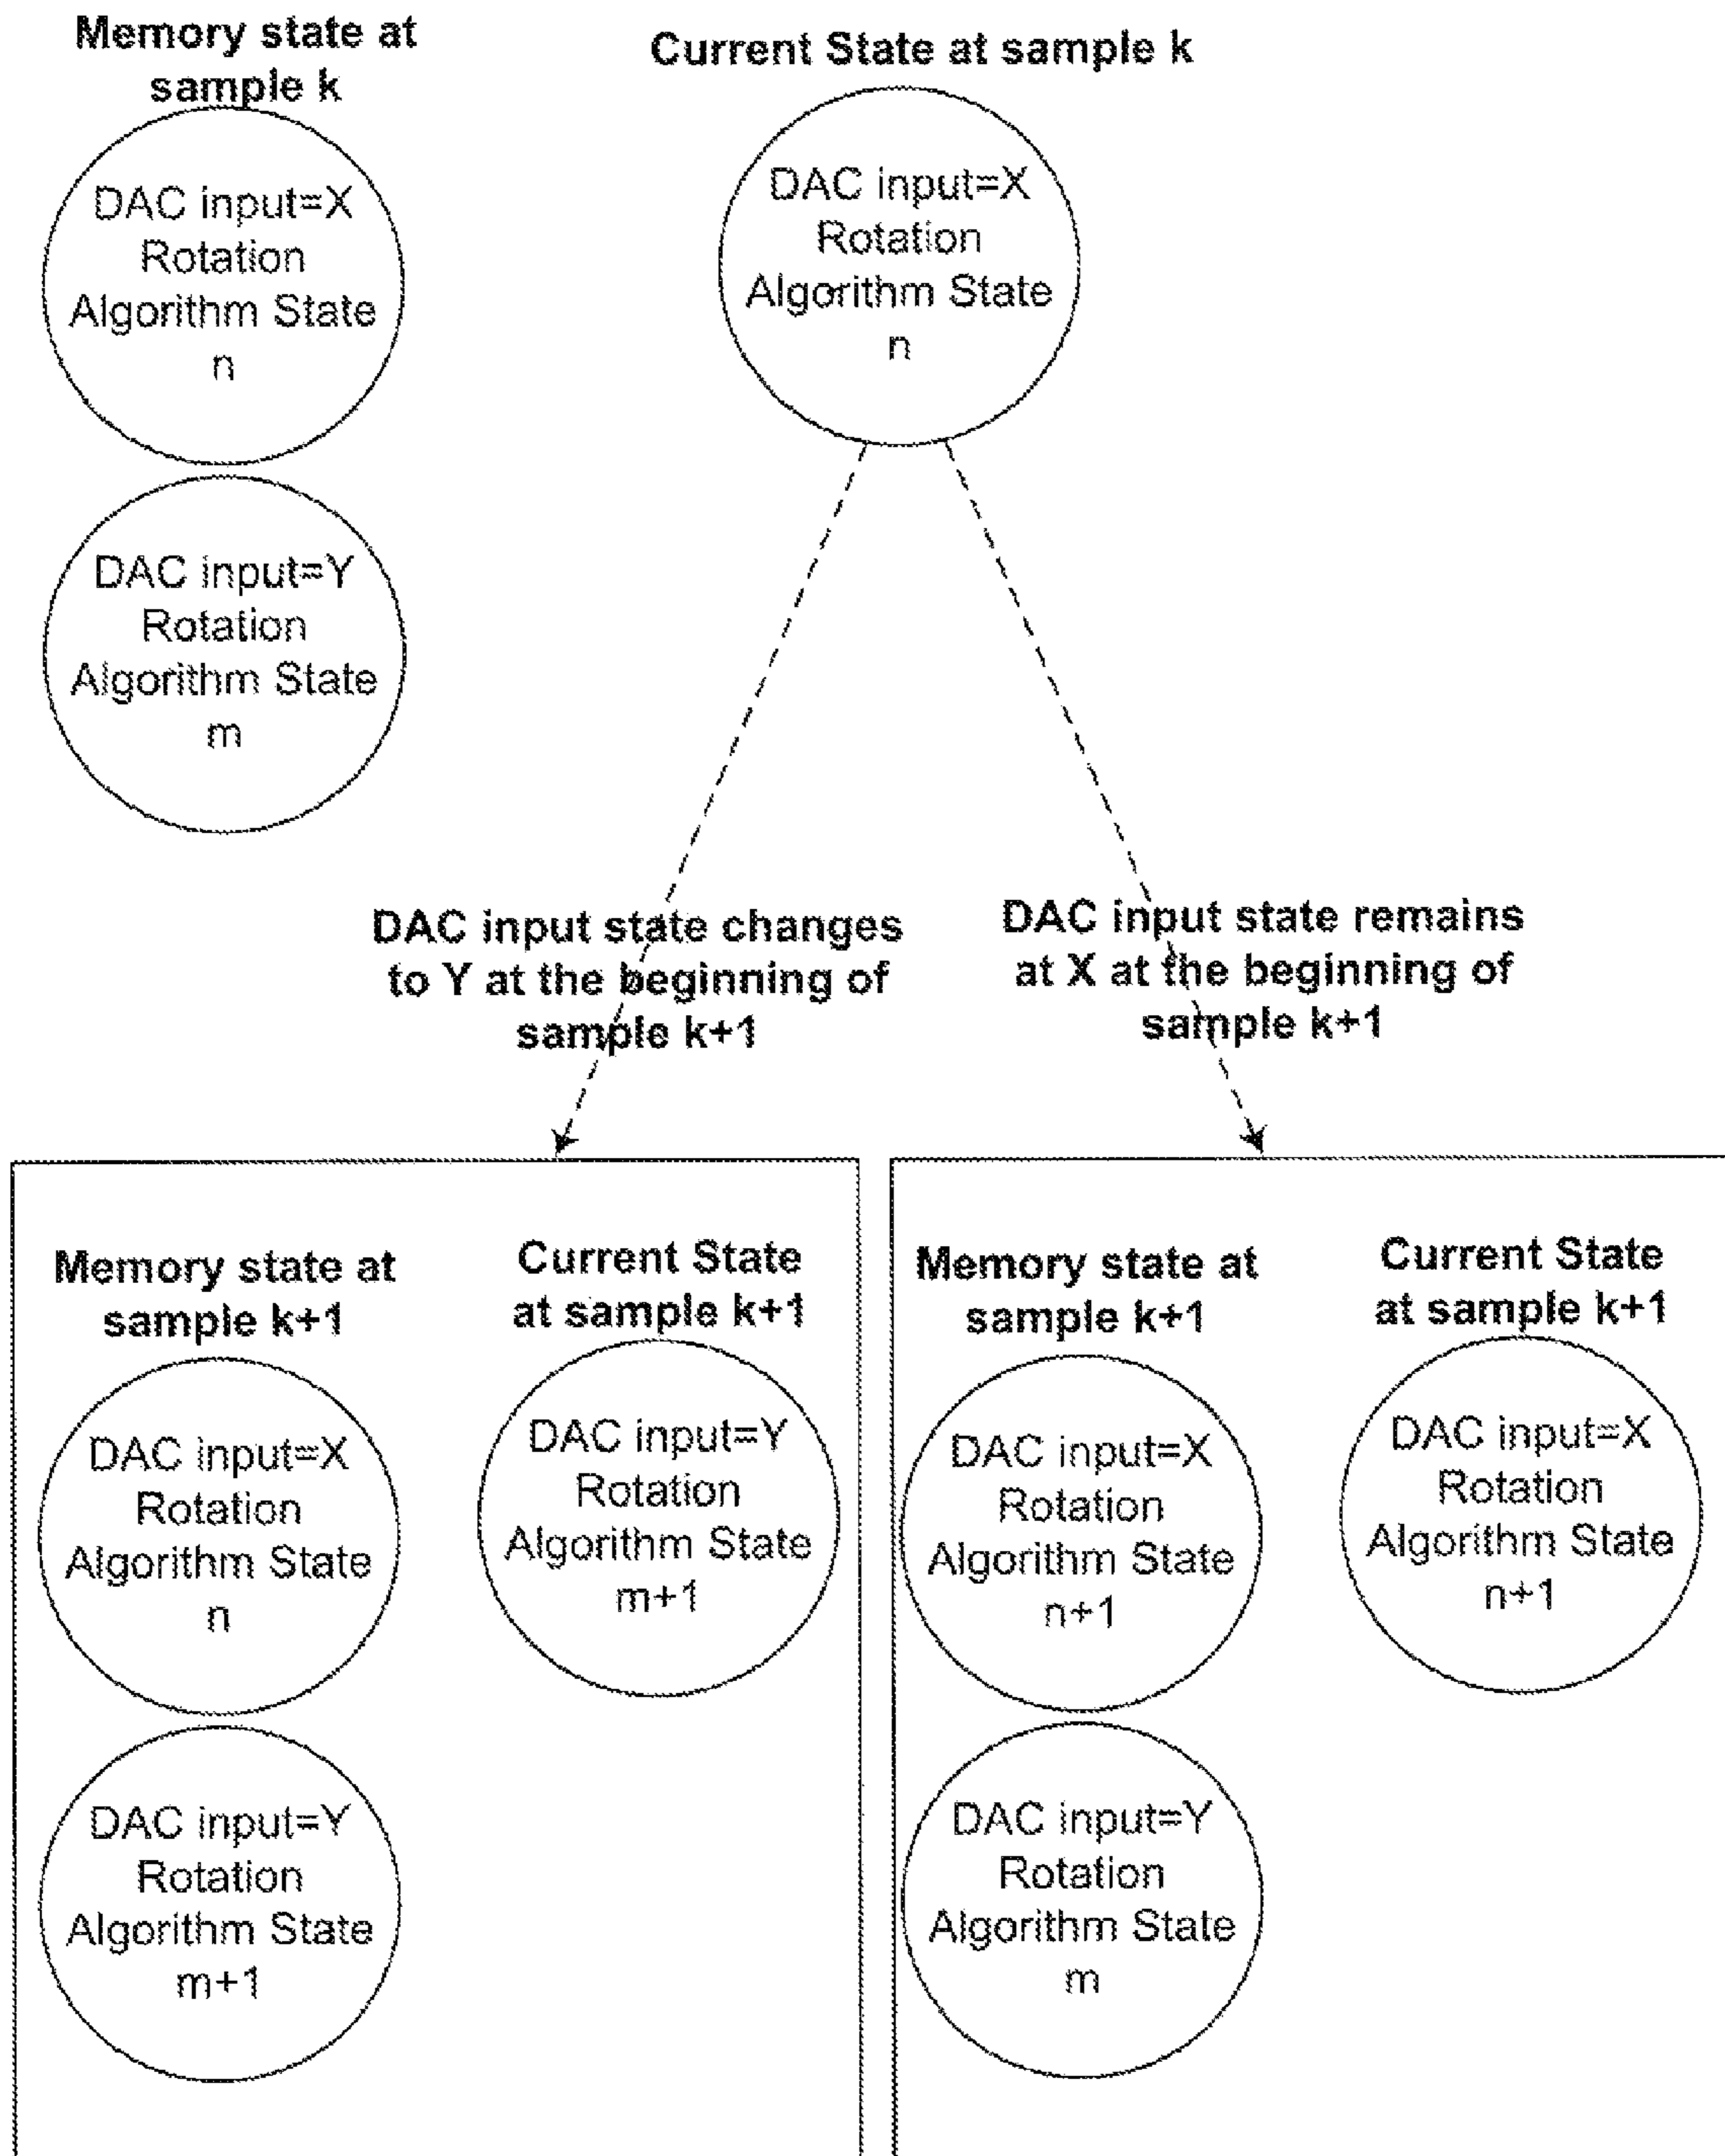 Memory state at
sample k
DAC input=X
Rotation
Algorithm State
n
DAC input=Y
Rotation
Algorithm State
m
Current State at sample k
DAC input=X
Rotation
Algorithm State
n
DAC input state changes
to Y at the beginning of
sample k+1
DAC input state remains
at X at the beginning of
sample k+1
Memory state at
sample k+1
DAC input=X
Rotation
Algorithm State
n
DAC input=Y
Rotation
Algorithm State
m+1
Current State
at sample k+1
DAC input=Y
Rotation
Algorithm State
m+1
Memory state at
sample k+1
DAC input=X
Rotation
Algorithm State
n+1
DAC input=Y
Rotation
Algorithm State
m
Current State
at sample k+1
DAC input=X
Rotation
Algorithm State
n+1